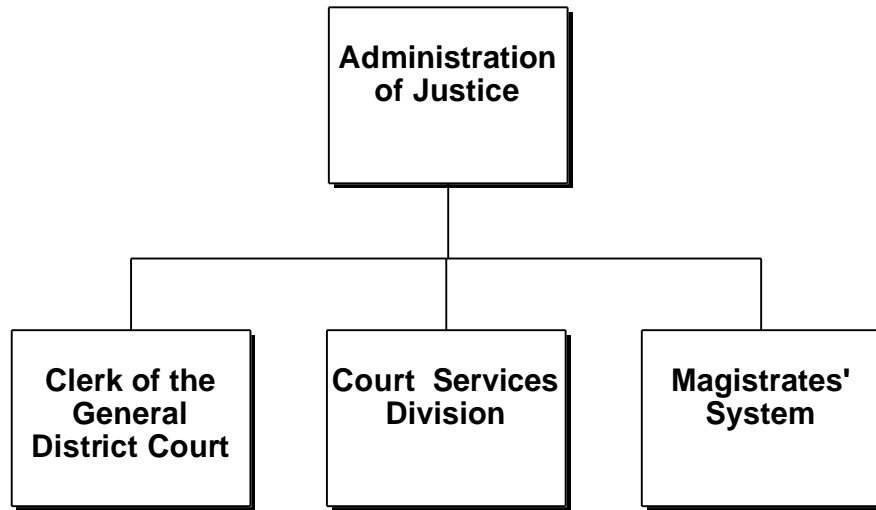 Administration
of Justice
Clerk of the
General
District Court
Court Services
Division
Magistrates'
System